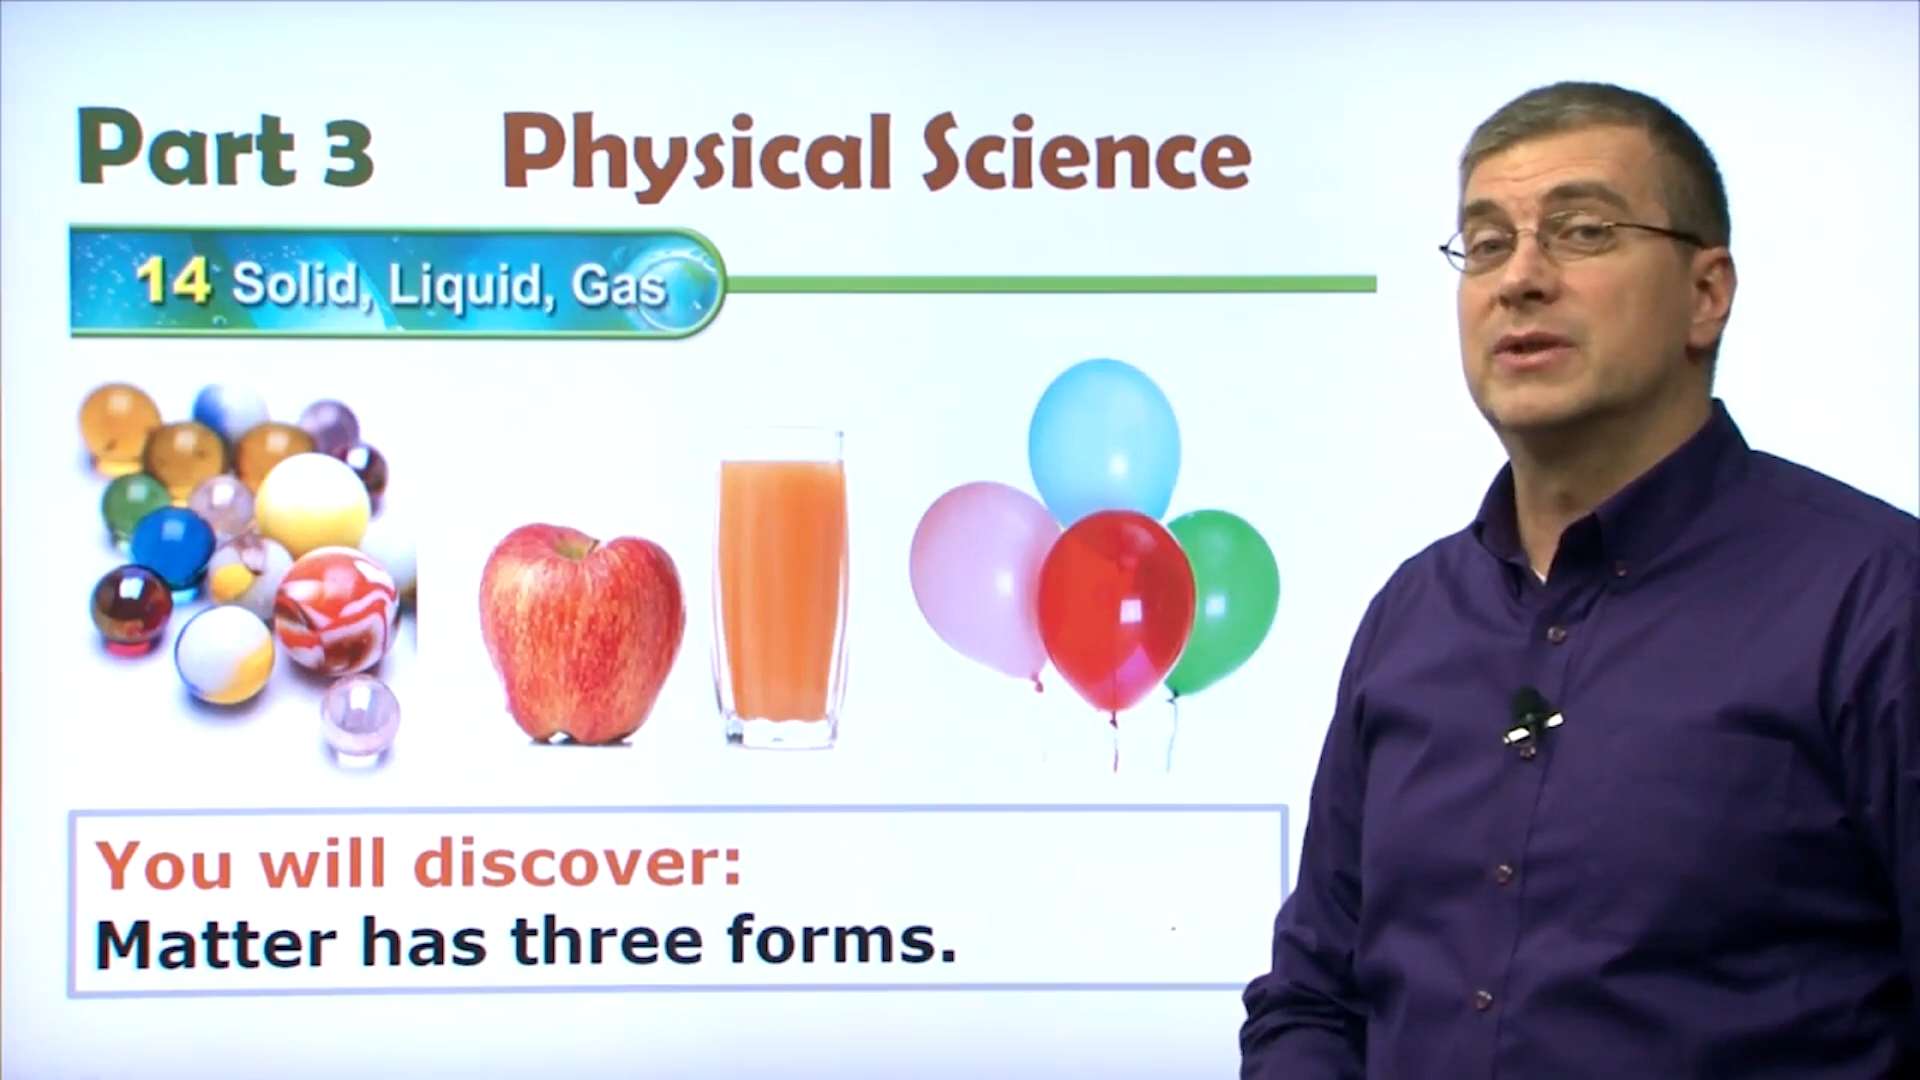 Part 3 Physical Science
14 Solid, Liquid, Gas
You will discover:
Matter has three forms.